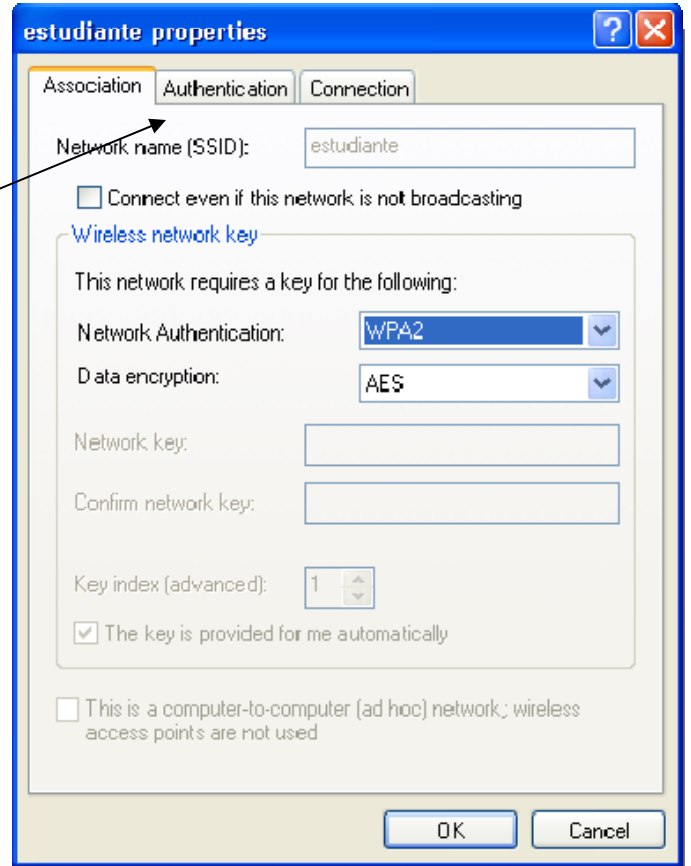 estudiante properties
Association Authentication Connection
Network name (SSID): estudiante
Connect even if this network is not broadcasting
Wireless network key
This network requires a key for the following:
Network Authentication: WPA2
Data encryption: AES
Network key:
Confirm network key:
Key index (advanced): 1
The key is provided for me automatically
This is a computer-to-computer (ad hoc) network; wireless
access points are not used
OK Cancel